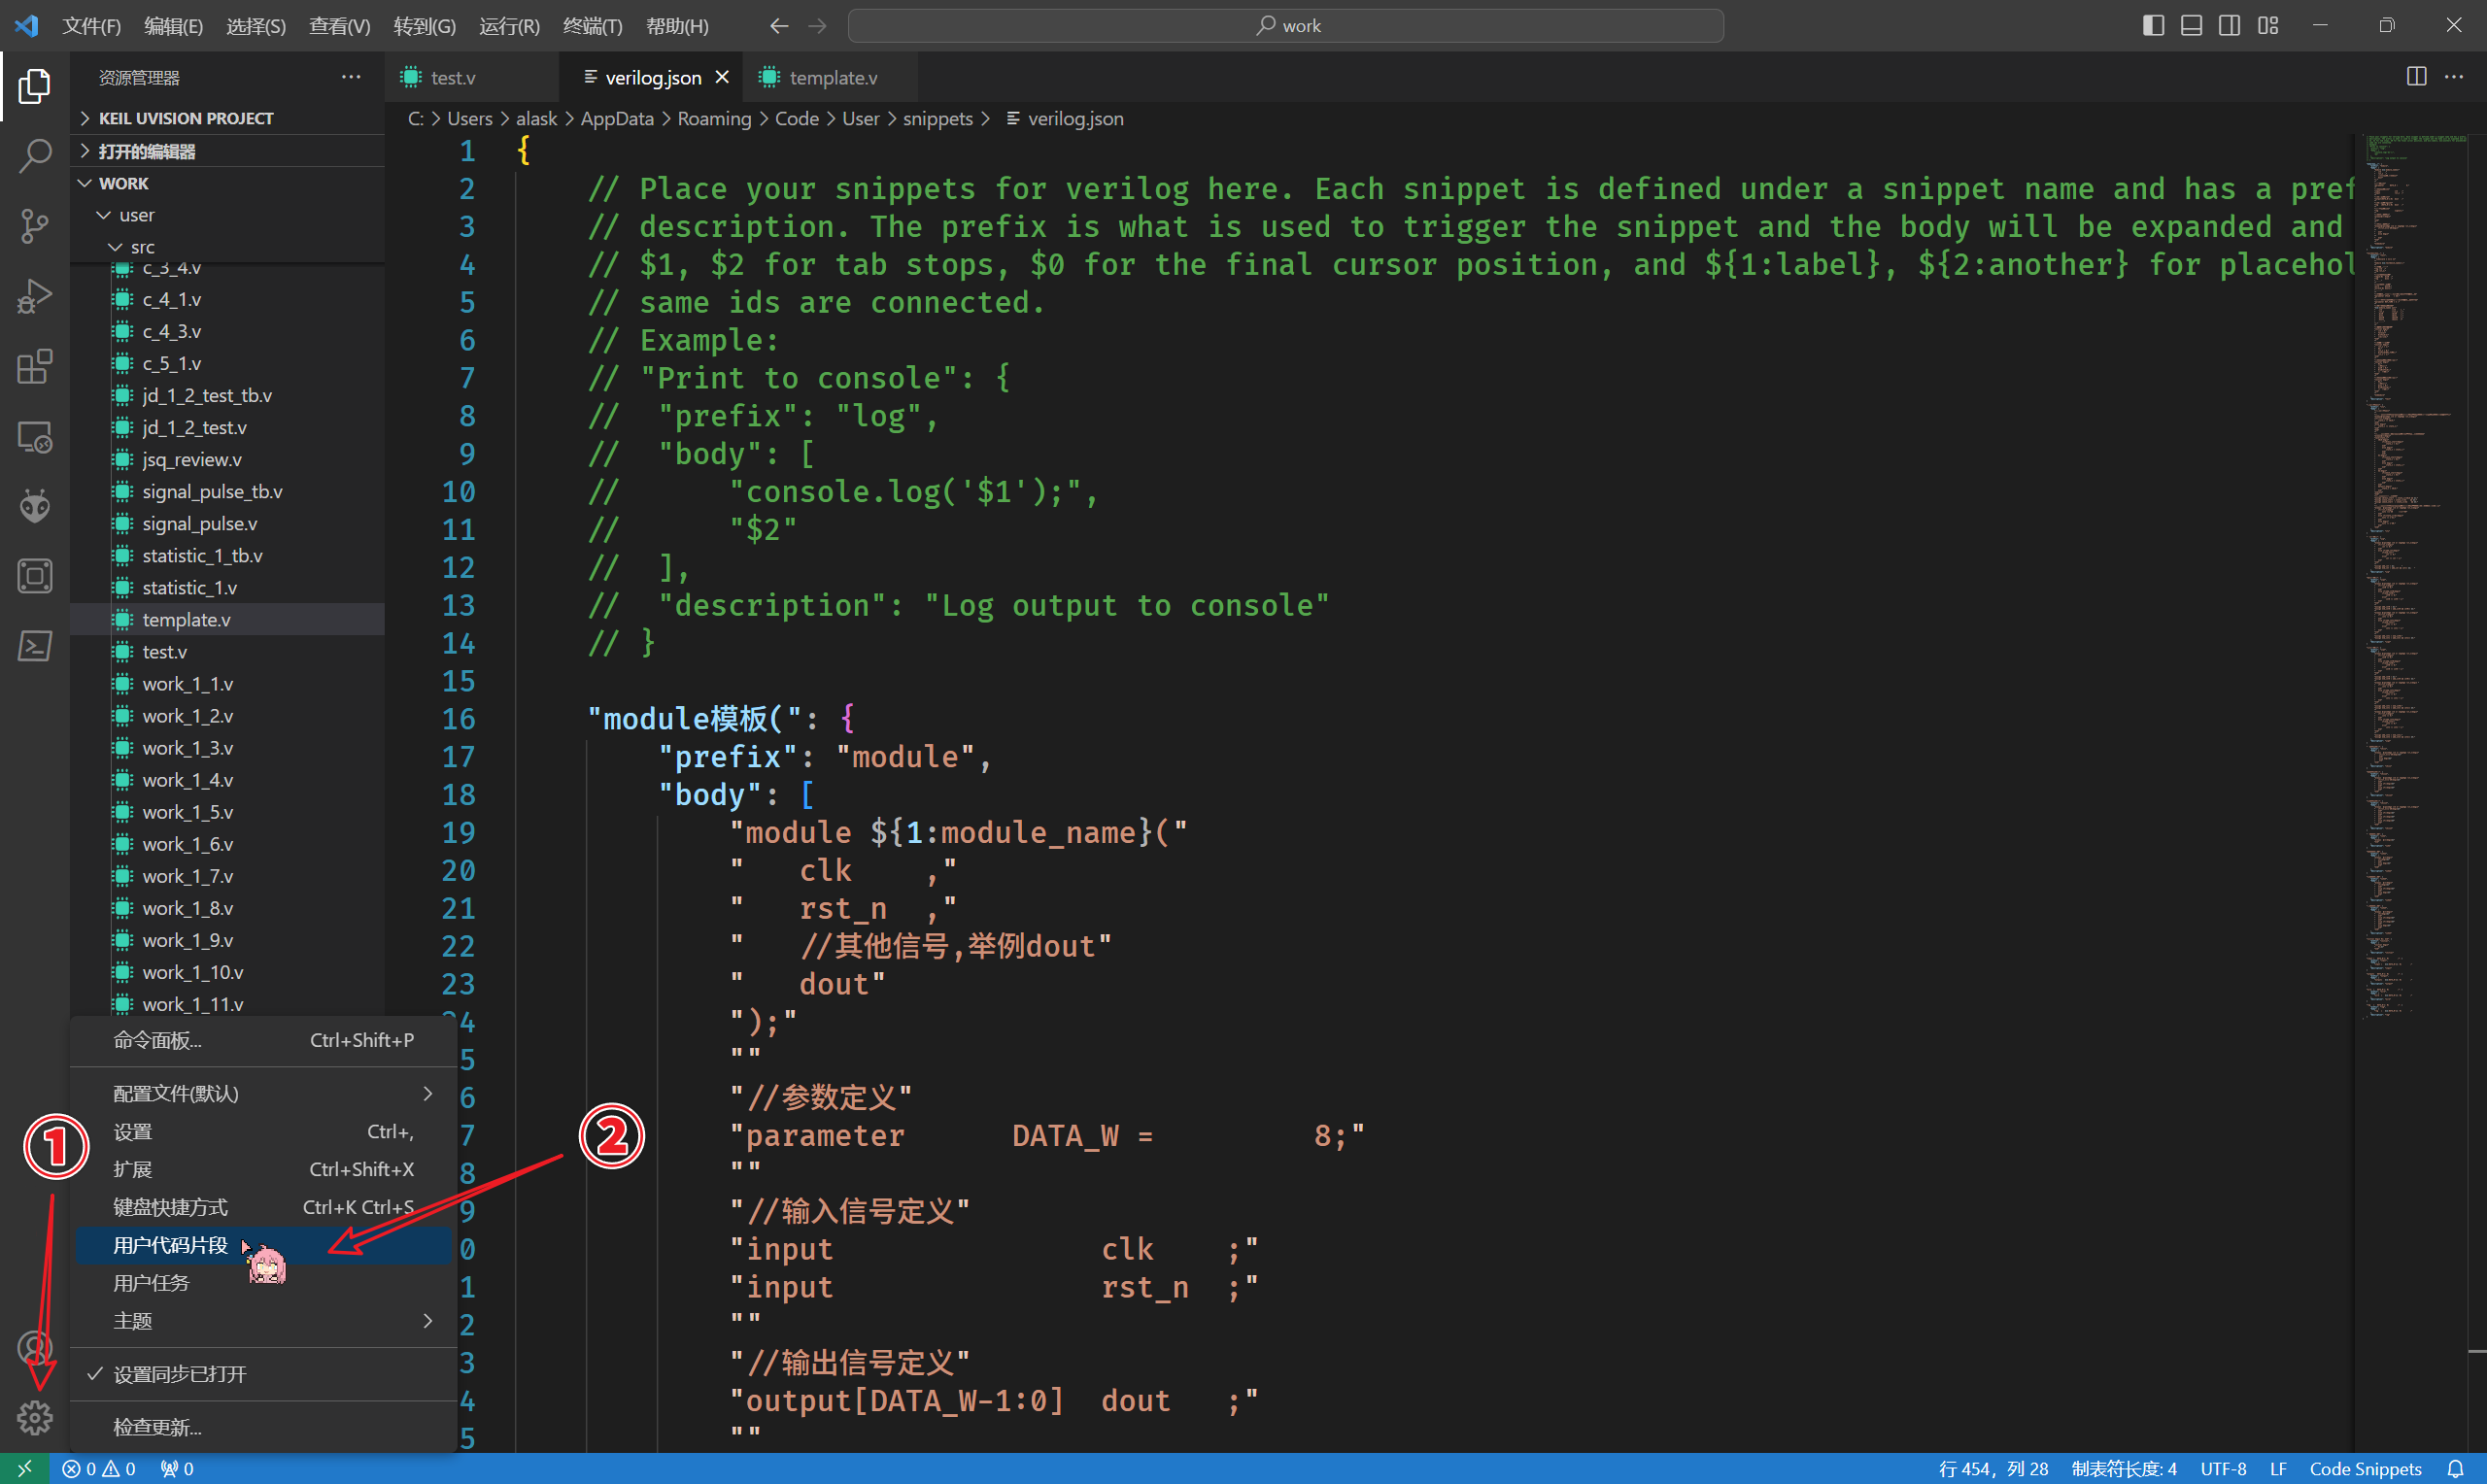 文件(F) 编辑(E) 选择(S) 查看(V) 转到(G) 运行(R) 终端(T) 帮助(H) work
资源管理器
test.v verilog.json template.v
C: > Users > alask > AppData > Roaming > Code > User > snippets > verilog.json
KEIL UVISION PROJECT
打开的编辑器
WORK
user
src
c_3_4.v
c_4_1.v
c_4_3.v
c_5_1.v
jd_1_2_test_tb.v
jd_1_2_test.v
jsq_review.v
signal_pulse_tb.v
signal_pulse.v
statistic_1_tb.v
statistic_1.v
template.v
test.v
work_1_1.v
work_1_2.v
work_1_3.v
work_1_4.v
work_1_5.v
work_1_6.v
work_1_7.v
work_1_8.v
work_1_9.v
work_1_10.v
work_1_11.v
命令面板... Ctrl+Shift+P
配置文件(默认)
设置 Ctrl+,
扩展 Ctrl+Shift+X
键盘快捷方式 Ctrl+K Ctrl+S
用户代码片段
用户任务
主题
设置同步已打开
检查更新...
1
2
1 {
2 // Place your snippets for verilog here. Each snippet is defined under a snippet name and has a pref
3 // description. The prefix is what is used to trigger the snippet and the body will be expanded and
4 // $1, $2 for tab stops, $0 for the final cursor position, and ${1:label}, ${2:another} for placehol
5 // same ids are connected.
6 // Example:
7 // "Print to console": {
8 //  "prefix": "log",
9 //  "body": [
10 //      "console.log('$1');",
11 //      "$2"
12 //  ],
13 //  "description": "Log output to console"
14 // }
15
16 "module模板(": {
17 "prefix": "module",
18 "body": [
19 "module ${1:module_name}("
20 "   clk    ,"
21 "   rst_n  ,"
22 "   //其他信号,举例dout"
23 "   dout"
24 ");"
5 ""
6 "//参数定义"
7 "parameter      DATA_W =         8;"
8 ""
9 "//输入信号定义"
0 "input               clk    ;"
1 "input               rst_n  ;"
2 ""
3 "//输出信号定义"
4 "output[DATA_W-1:0]  dout   ;"
5 ""
0 0 0 行 454，列 28 制表符长度: 4 UTF-8 LF Code Snippets